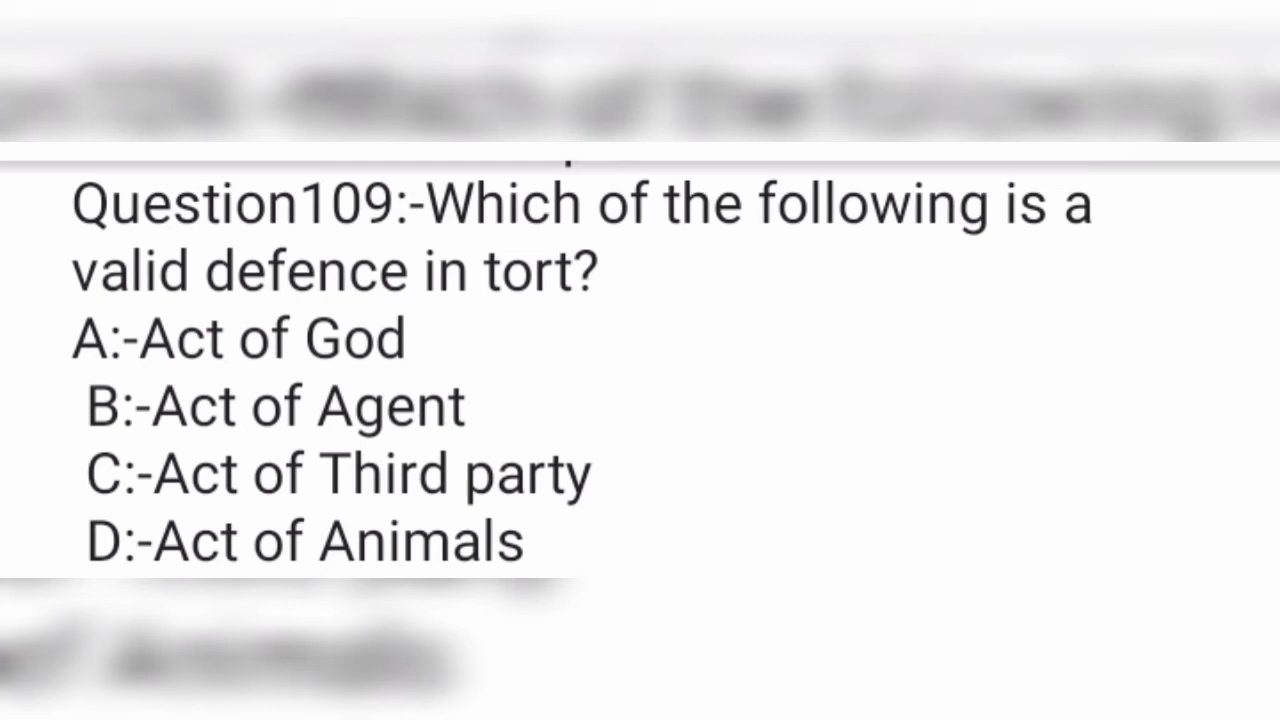 Question109:-Which of the following is a
valid defence in tort?
A:-Act of God
B:-Act of Agent
C:-Act of Third party
D:-Act of Animals